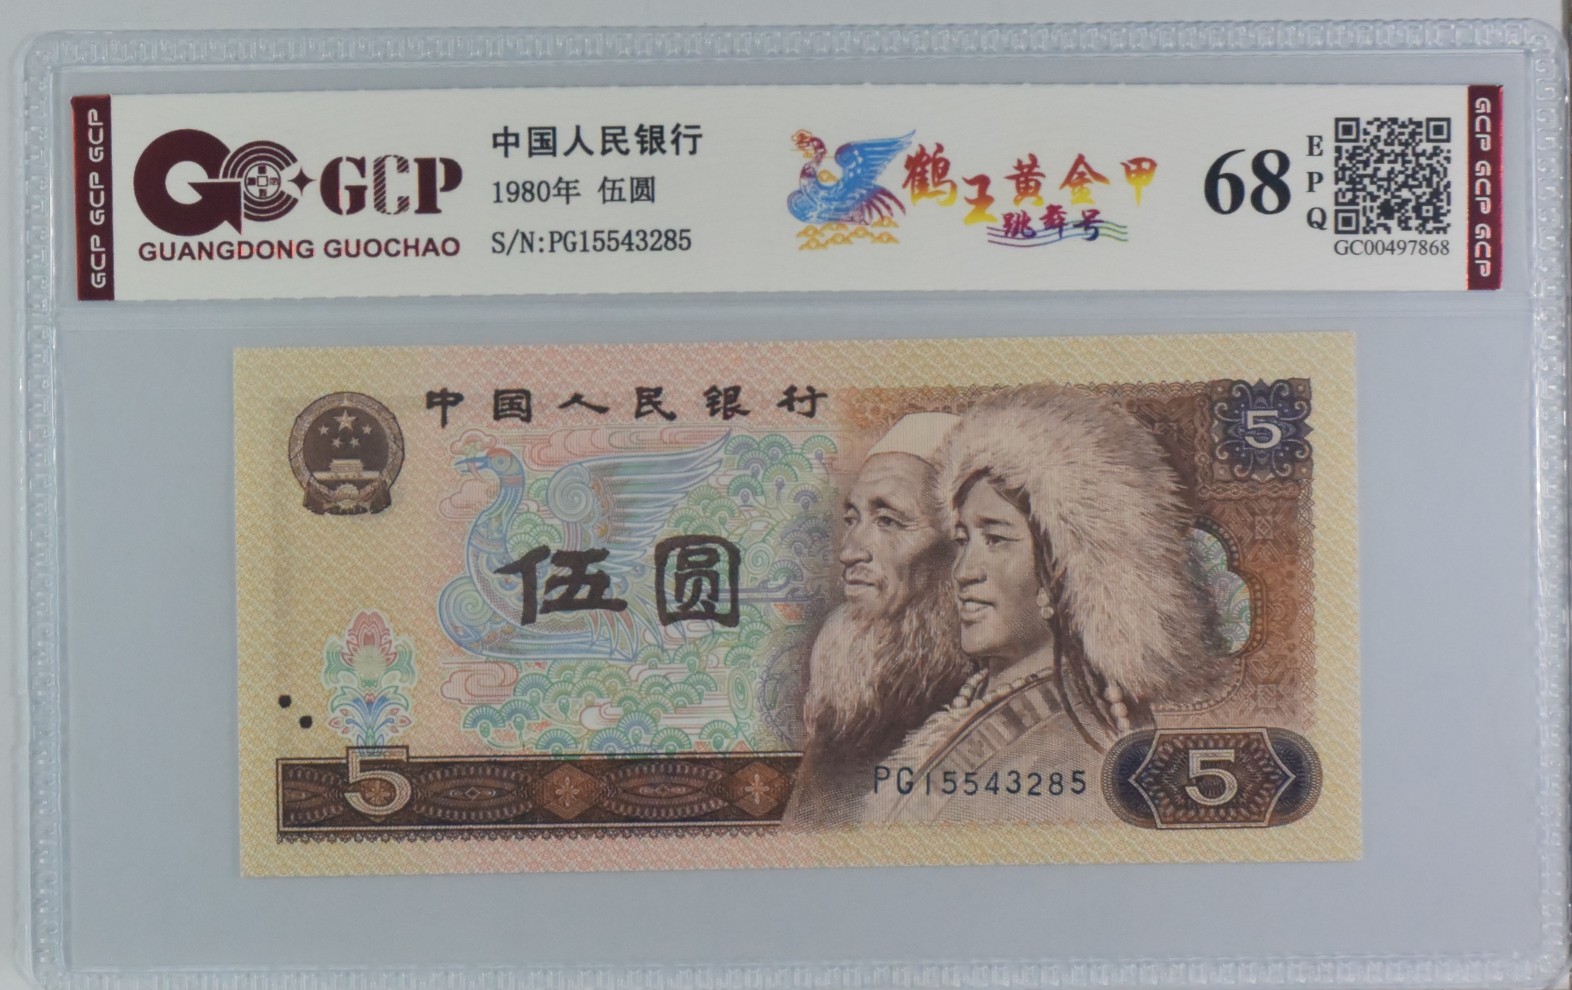 GCP GCP GCP
GCP
GUANGDONG GUOCHAO
中国人民银行
1980年 伍圆
S/N:PG15543285
鹤王黄金甲
跳舞号
68
EPQ
GC00497868
GCP GCP GCP
中国人民银行
5
伍圆
5
PG15543285
5